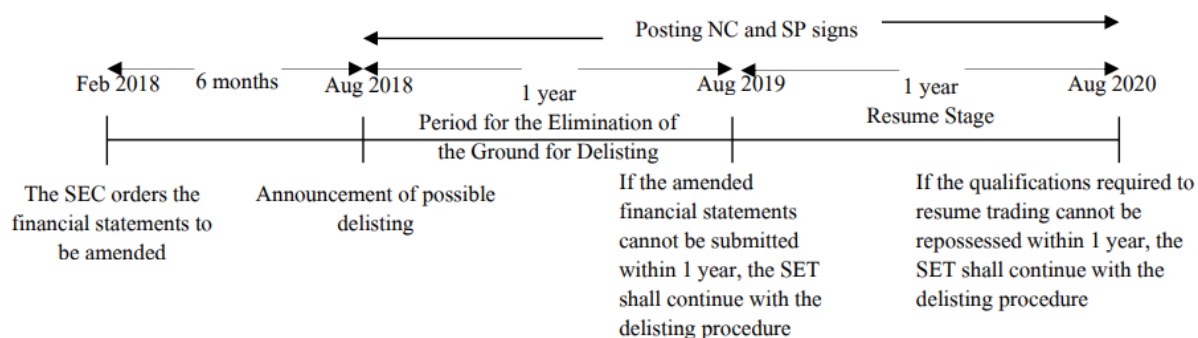 Posting NC and SP signs
Feb 2018
6 months
Aug 2018
1 year
Aug 2019
1 year
Aug 2020
Period for the Elimination of
the Ground for Delisting
Resume Stage
The SEC orders the
financial statements to
be amended
Announcement of possible
delisting
If the amended
financial statements
cannot be submitted
within 1 year, the SET
shall continue with the
delisting procedure
If the qualifications required to
resume trading cannot be
repossessed within 1 year, the
SET shall continue with the
delisting procedure